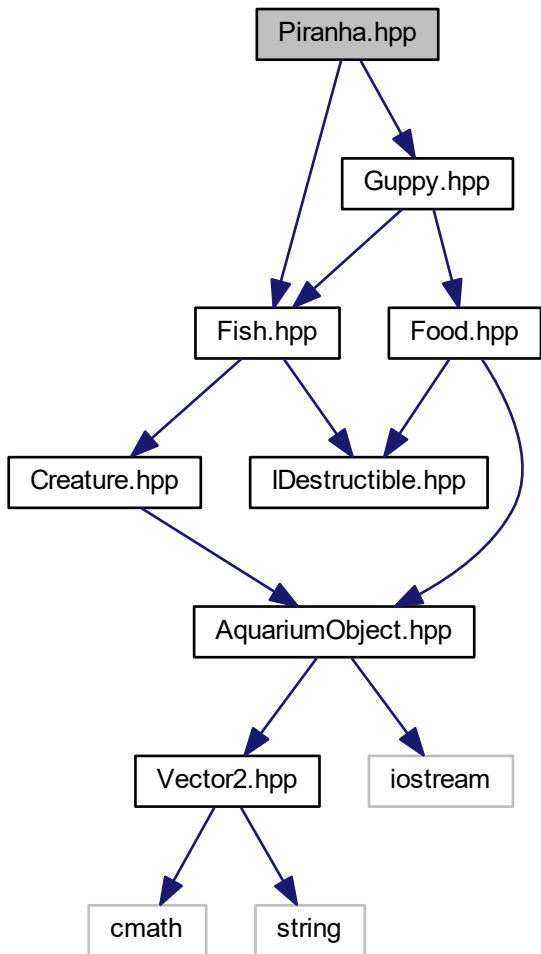 Piranha.hpp
Guppy.hpp
Fish.hpp
Food.hpp
Creature.hpp
IDestructible.hpp
AquariumObject.hpp
Vector2.hpp
iostream
cmath
string